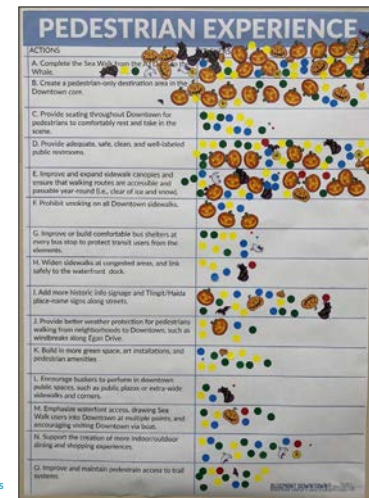 PEDESTRIAN EXPERIENCE
ACTIONS
A. Complete the Sea Walk from the
Whale.
B. Create a pedestrian-only destination area in the
Downtown core.
C. Provide seating throughout Downtown for
pedestrians to comfortably rest and take in the
scene.
D. Provide adequate, safe, clean, and well-labeled
public restrooms.
E. Improve and expand sidewalk canopies and
ensure that walking routes are accessible and
passable year-round (i.e., clear of ice and snow).
F. Prohibit smoking on all Downtown sidewalks.
G. Improve or build comfortable bus shelters at
every bus stop to protect transit users from the
elements.
H. Widen sidewalks at congested areas, and link
safely to the waterfront dock.
I. Add more historic info signage and Tlingit/Haida
place-name signs along streets.
J. Provide better weather protection for pedestrians
walking from neighborhoods to Downtown, such as
windbreaks along Egan Drive.
K. Build in more green space, art installations, and
pedestrian amenities
L. Encourage buskers to perform in downtown
public spaces, such as public plazas or extra-wide
sidewalks and corners.
M. Emphasize waterfront access, drawing Sea
Walk users into Downtown at multiple points, and
encouraging visiting Downtown via boat.
N. Support the creation of more indoor/outdoor
dining and shopping experiences.
O. Improve and maintain pedestrian access to trail
systems.
BLUEPRINT DOWNTOWN
s